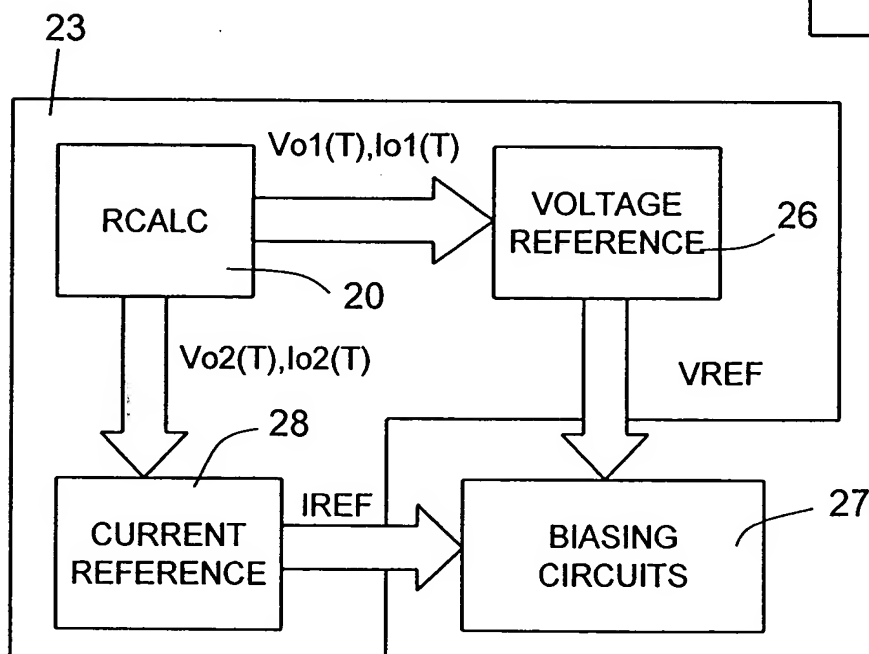 23
Vo1(T),Io1(T)
RCALC
VOLTAGE
REFERENCE
26
20
Vo2(T),Io2(T)
VREF
28
IREF
CURRENT
REFERENCE
BIASING
CIRCUITS
27